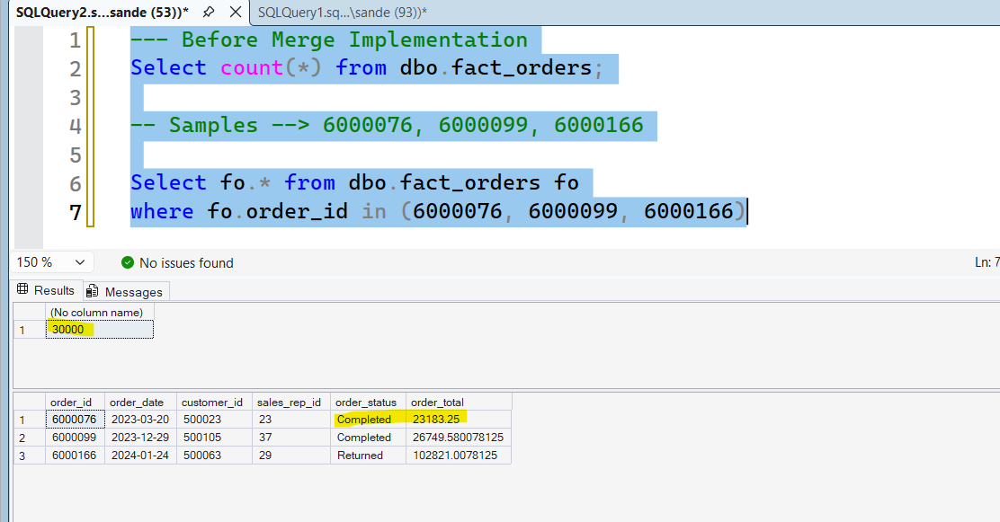 SQLQuery2.s...sande (53))*
SQLQuery1.sq...\sande (93))*
1 --- Before Merge Implementation
2 Select count(*) from dbo.fact_orders;
3
4 -- Samples --> 6000076, 6000099, 6000166
5
6 Select fo.* from dbo.fact_orders fo
7 where fo.order_id in (6000076, 6000099, 6000166)
150 % No issues found Ln: 7
Results Messages
(No column name)
1 30000
order_id order_date customer_id sales_rep_id order_status order_total
1 6000076 2023-03-20 500023 23 Completed 23183.25
2 6000099 2023-12-29 500105 37 Completed 26749.580078125
3 6000166 2024-01-24 500063 29 Returned 102821.0078125